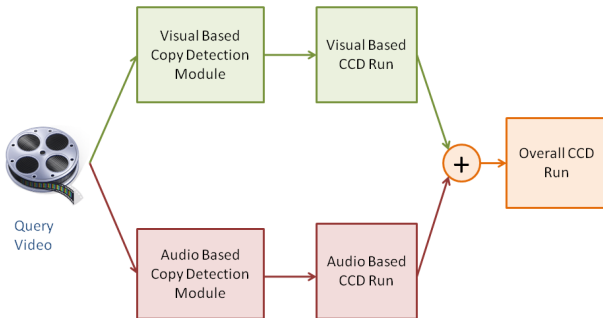 Visual Based
Copy Detection
Module
Visual Based
CCD Run
Query
Video
+
Overall CCD
Run
Audio Based
Copy Detection
Module
Audio Based
CCD Run